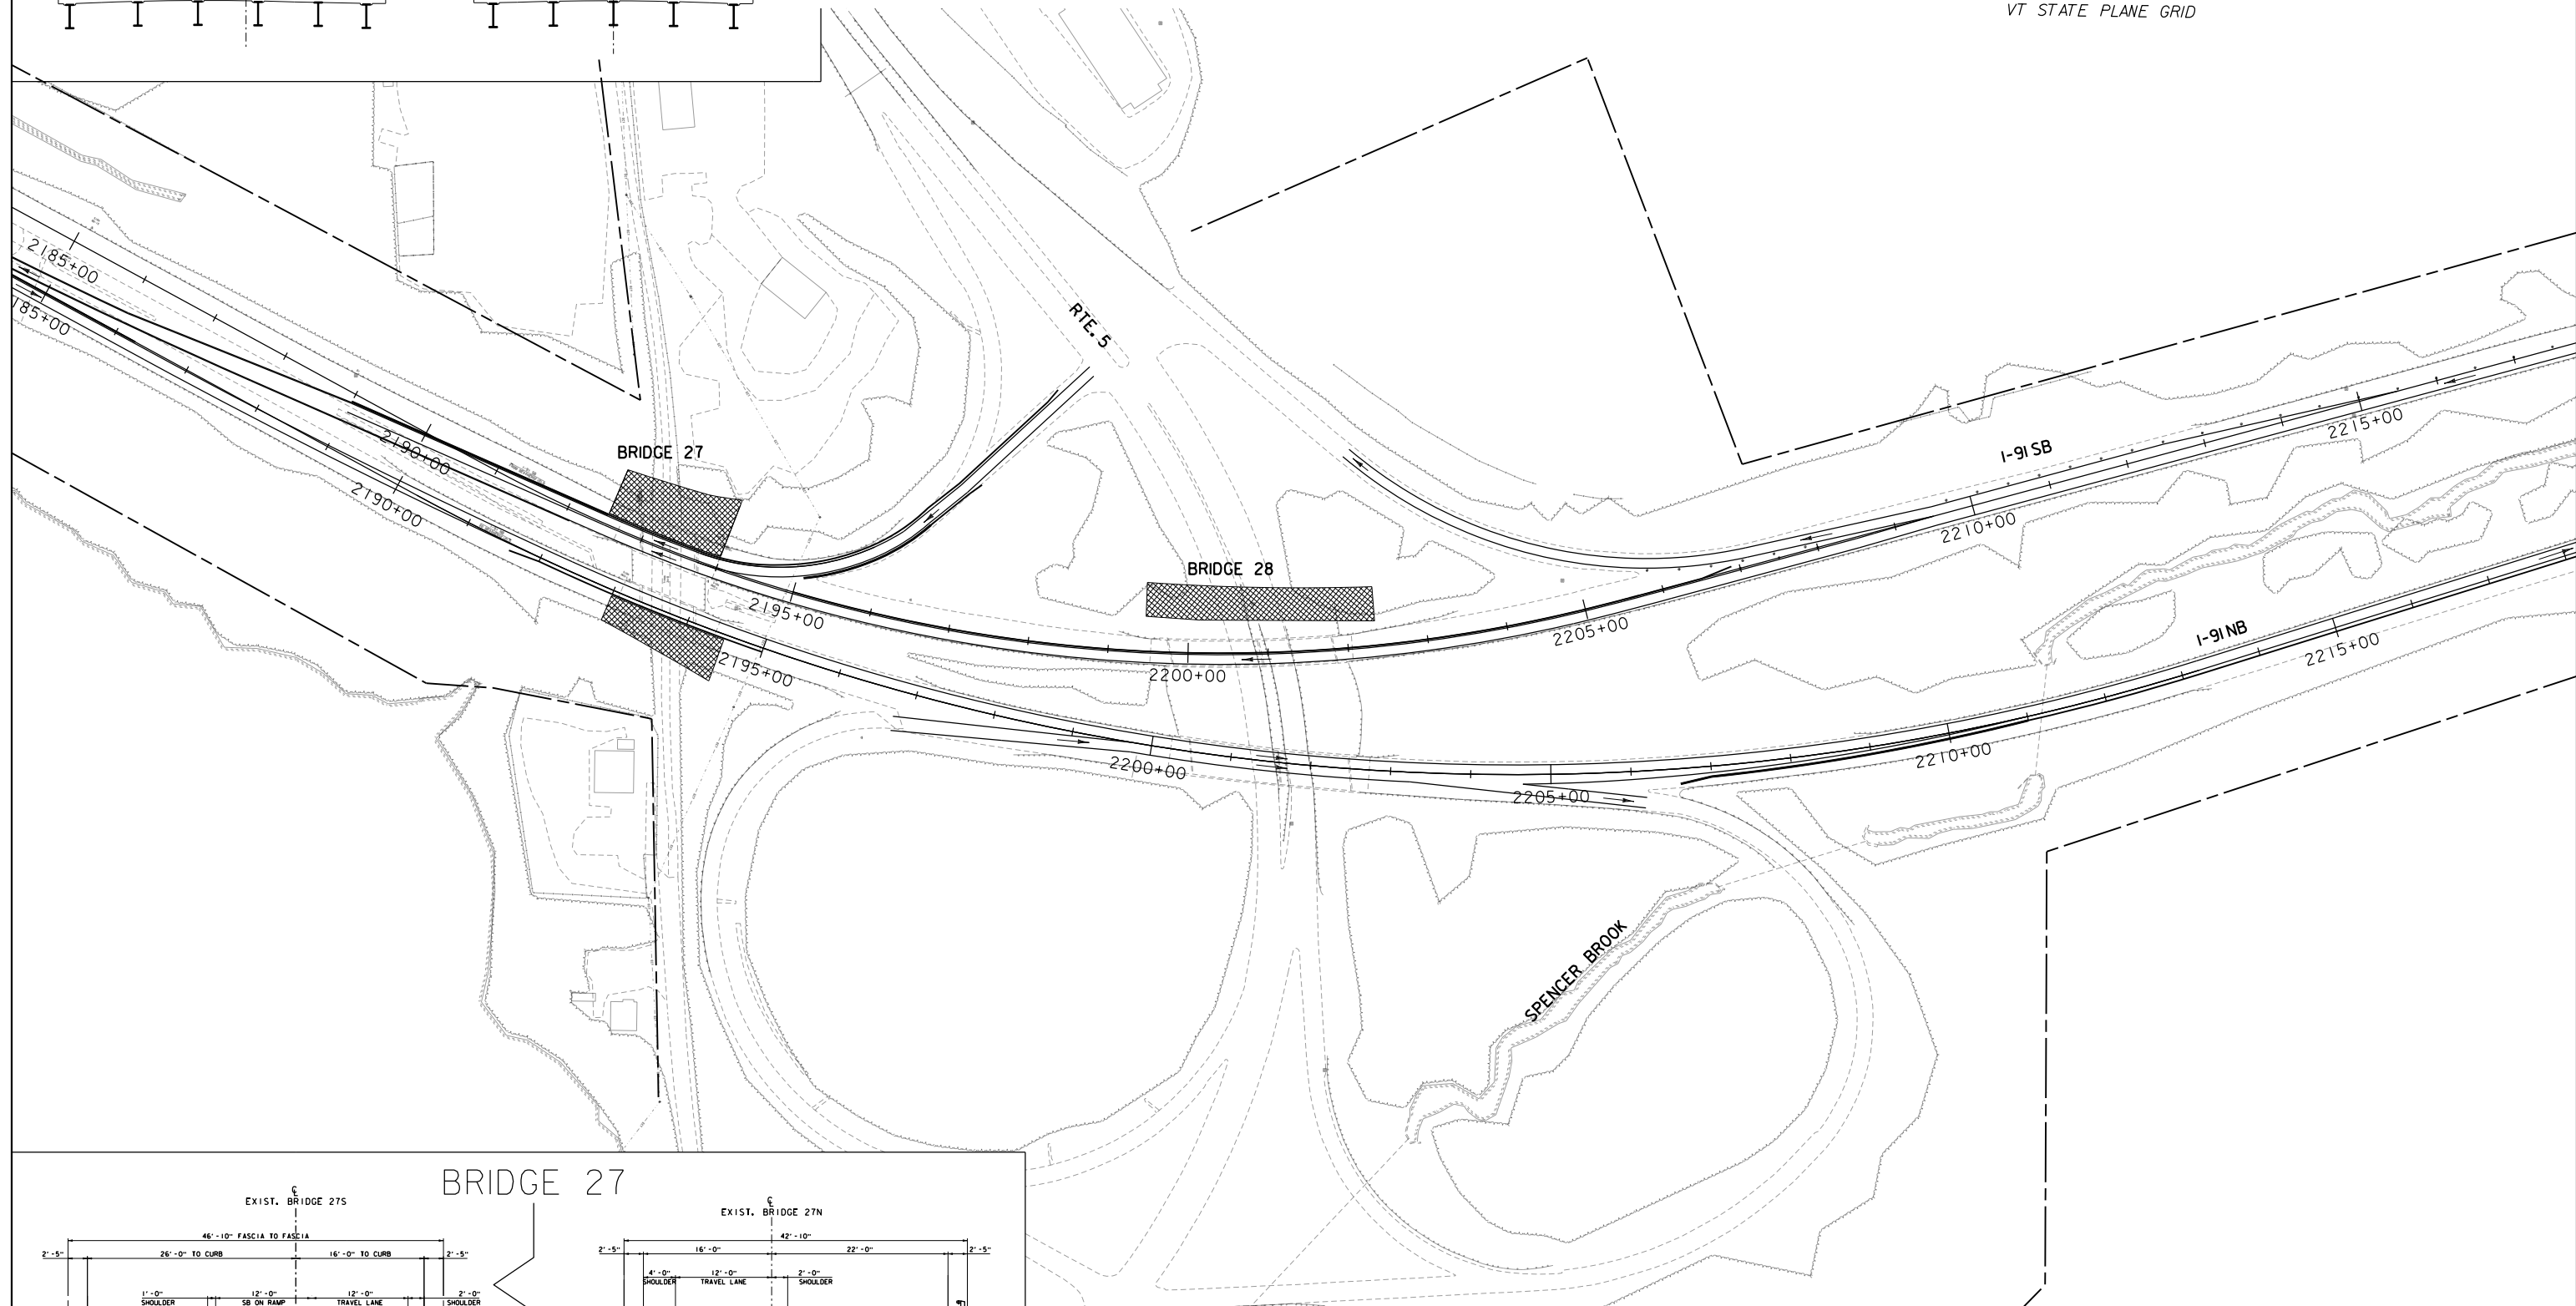 VT STATE PLANE GRID
2185+00
185+00
RTE. 5
2190+00
2190+00
BRIDGE 27
I-91 SB
2215+00
2210+00
BRIDGE 28
2195+00
2195+00
2200+00
2205+00
I-91 NB
2215+00
2200+00
2205+00
2210+00
SPENCER BROOK
BRIDGE 27
EXIST. BRIDGE 27S
46'-10" FASCIA TO FASCIA
2'-5" 26'-0" TO CURB 16'-0" TO CURB 2'-5"
1'-0" 12'-0" 12'-0" 2'-0"
SHOULDER SB ON RAMP TRAVEL LANE SHOULDER
EXIST. BRIDGE 27N
42'-10"
2'-5" 16'-0" 22'-0" 2'-5"
4'-0" 12'-0" 2'-0"
SHOULDER TRAVEL LANE SHOULDER